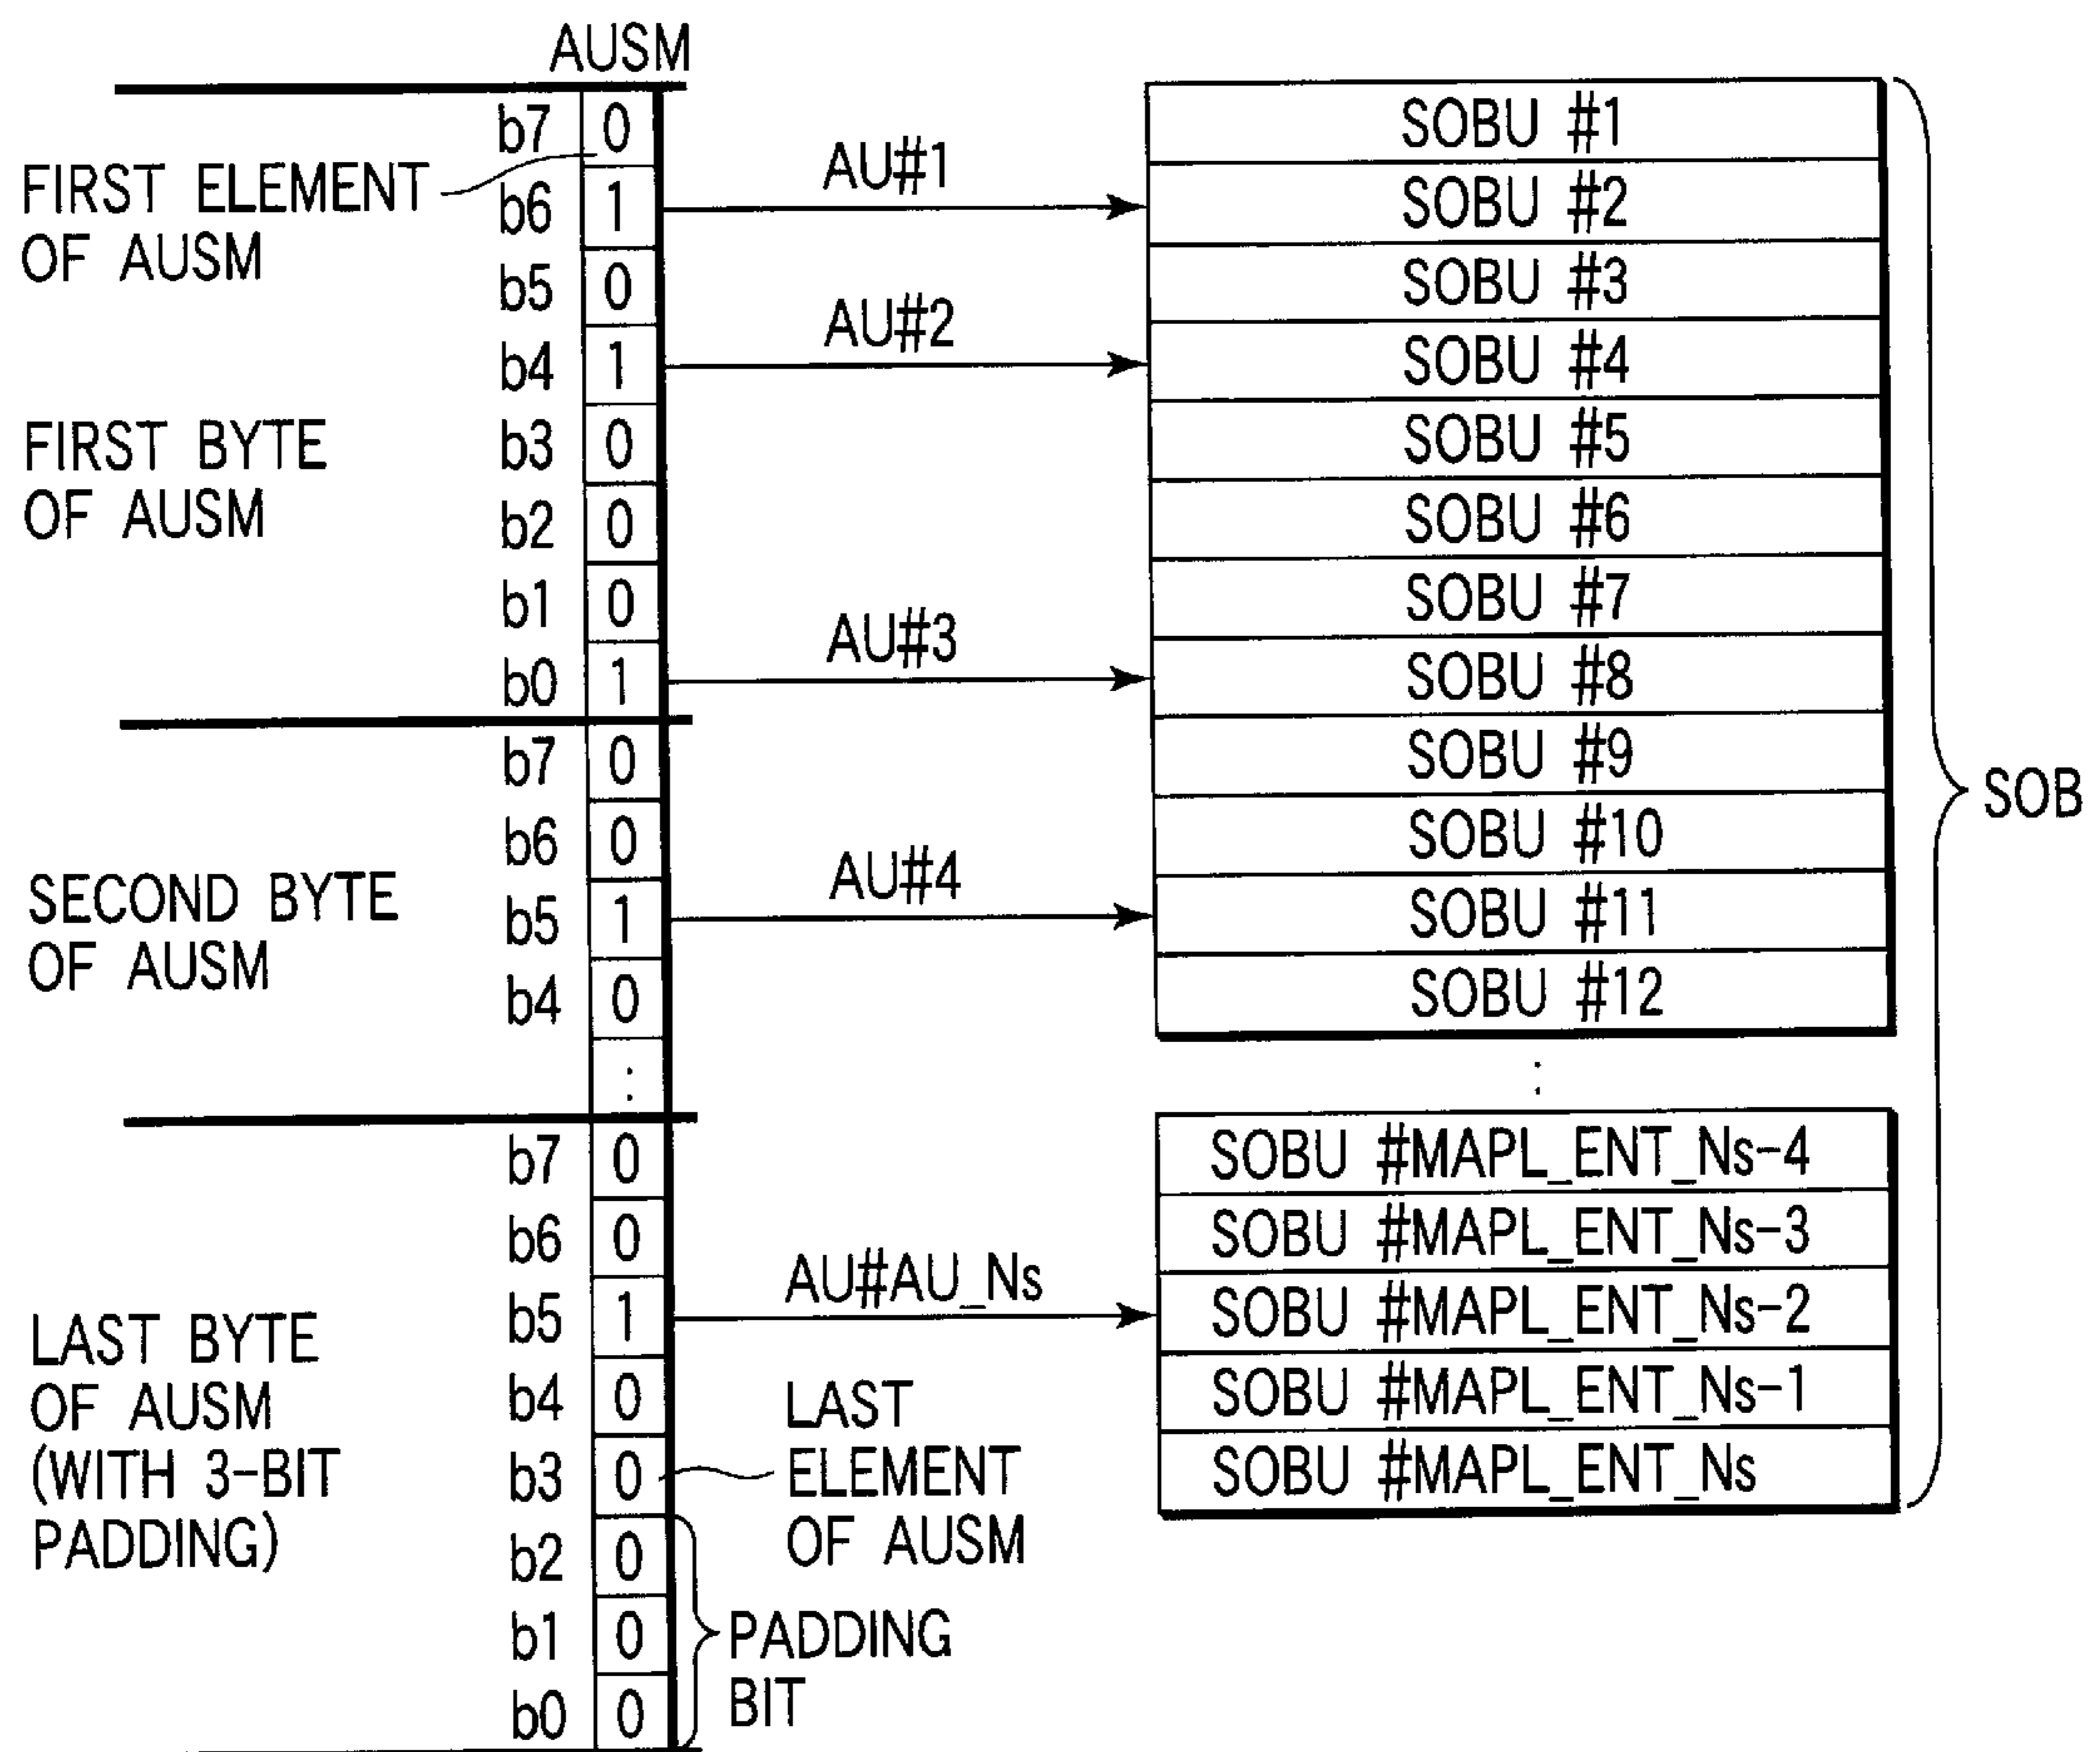 AUSM
b7 0
FIRST ELEMENT
OF AUSM
b6 1
AU#1
b5 0
b4 1
AU#2
FIRST BYTE
OF AUSM
b3 0
b2 0
b1 0
b0 1
AU#3
b7 0
b6 0
SECOND BYTE
OF AUSM
b5 1
AU#4
b4 0
:
b7 0
b6 0
b5 1
AU#AU_Ns
LAST BYTE
OF AUSM
(WITH 3-BIT
PADDING)
b4 0
b3 0
LAST
ELEMENT
OF AUSM
b2 0
b1 0
b0 0
PADDING
BIT
SOBU #1
SOBU #2
SOBU #3
SOBU #4
SOBU #5
SOBU #6
SOBU #7
SOBU #8
SOBU #9
SOBU #10
SOBU #11
SOBU #12
:
SOBU #MAPL_ENT_Ns-4
SOBU #MAPL_ENT_Ns-3
SOBU #MAPL_ENT_Ns-2
SOBU #MAPL_ENT_Ns-1
SOBU #MAPL_ENT_Ns
SOB